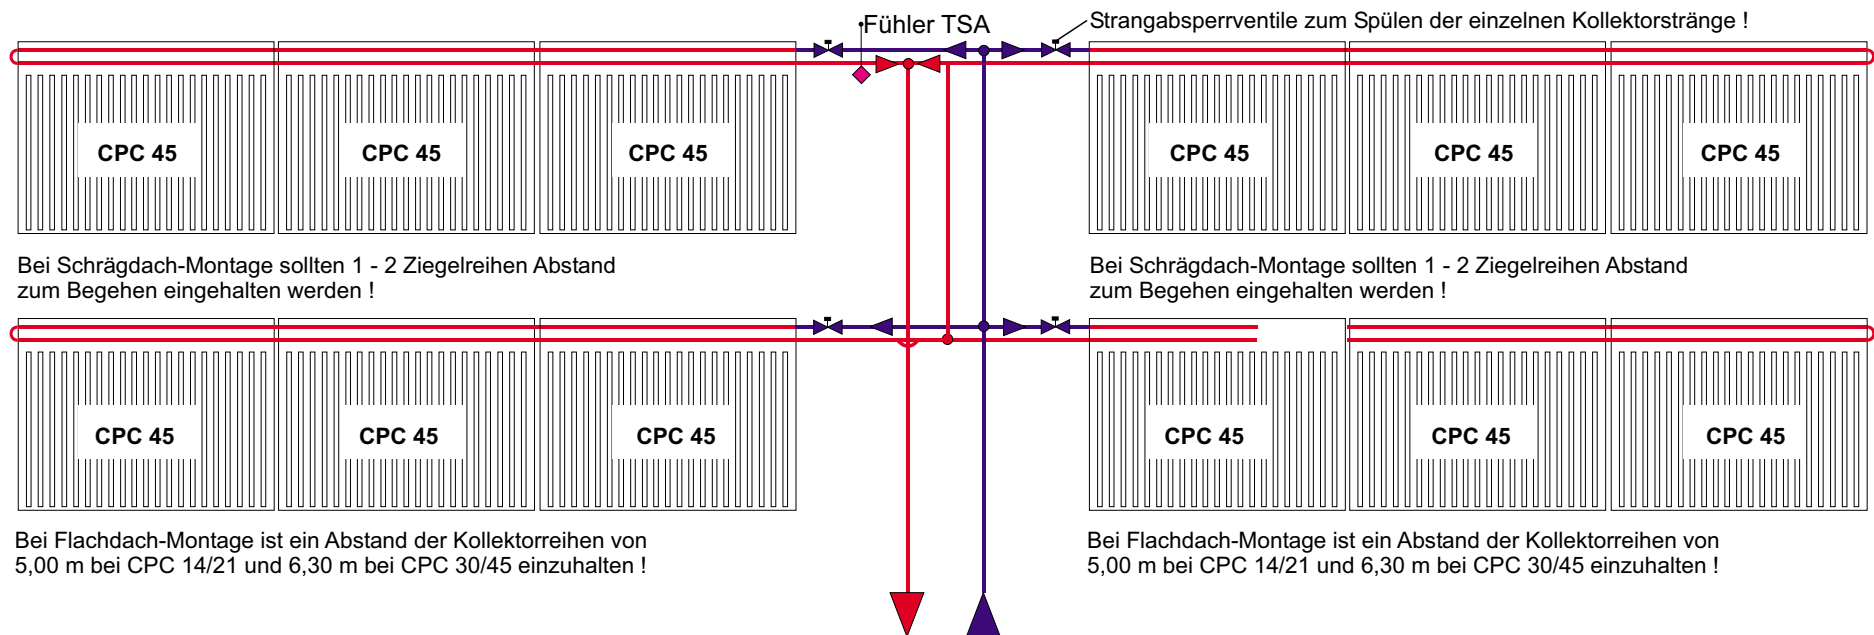 Fühler TSA
Strangabsperrventile zum Spülen der einzelnen Kollektorstränge !
CPC 45
CPC 45
CPC 45
CPC 45
CPC 45
CPC 45
Bei Schrägdach-Montage sollten 1 - 2 Ziegelreihen Abstand
zum Begehen eingehalten werden !
Bei Schrägdach-Montage sollten 1 - 2 Ziegelreihen Abstand
zum Begehen eingehalten werden !
CPC 45
CPC 45
CPC 45
CPC 45
CPC 45
CPC 45
Bei Flachdach-Montage ist ein Abstand der Kollektorreihen von
5,00 m bei CPC 14/21 und 6,30 m bei CPC 30/45 einzuhalten !
Bei Flachdach-Montage ist ein Abstand der Kollektorreihen von
5,00 m bei CPC 14/21 und 6,30 m bei CPC 30/45 einzuhalten !